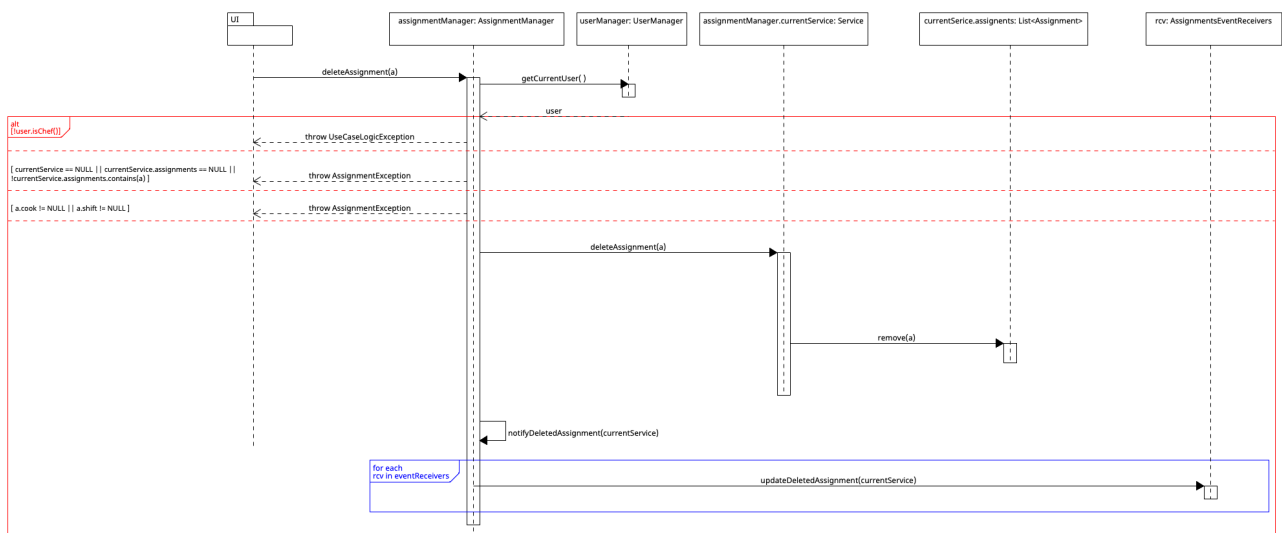 UI
assignmentManager: AssignmentManager
userManager: UserManager
assignmentManager.currentService: Service
currentSerice.assignents: List<Assignment>
rcv: AssignmentsEventReceivers
deleteAssignment(a)
getCurrentUser( )
user
alt
[!user.isChef()]
throw UseCaseLogicException
[ currentService == NULL || currentService.assignments == NULL ||
!currentService.assignments.contains(a) ]
throw AssignmentException
[ a.cook != NULL || a.shift != NULL ]
throw AssignmentException
deleteAssignment(a)
remove(a)
notifyDeletedAssignment(currentService)
for each
rcv in eventReceivers
updateDeletedAssignment(currentService)